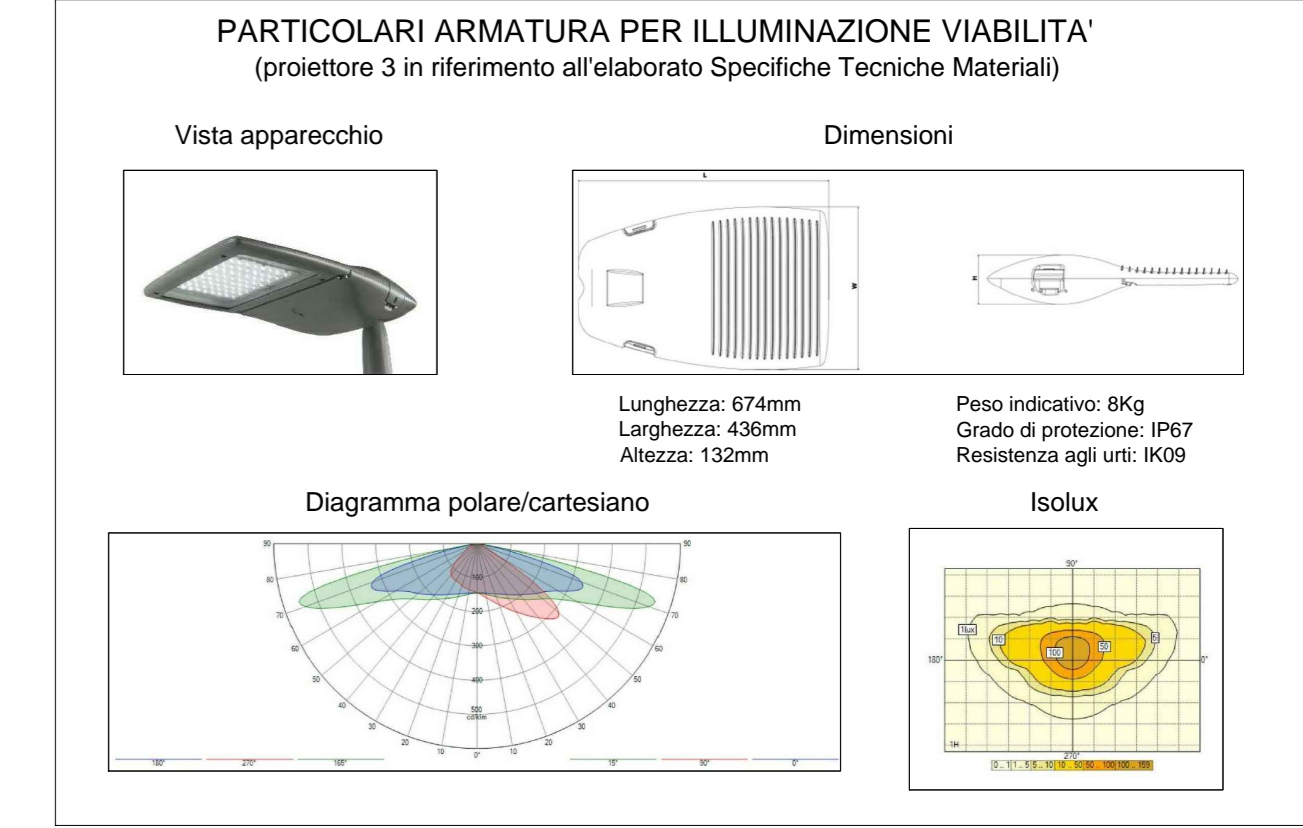 PARTICOLARI ARMATURA PER ILLUMINAZIONE VIABILITA'
(proiettore 3 in riferimento all'elaborato Specifiche Tecniche Materiali)
Vista apparecchio
Dimensioni
L
W
H
Lunghezza: 674mm
Larghezza: 436mm
Altezza: 132mm
Peso indicativo: 8Kg
Grado di protezione: IP67
Resistenza agli urti: IK09
Diagramma polare/cartesiano
90 90
80 80
70 70
60 60
50 50
40 40
30 30
20 20
10 10
0°
100
200
300
400
500
cd/klm
180° 270° 165° 15° 90° 0°
Isolux
90°
1lux
10
5
50
100
180° 0°
1H
270°
0 .. 1 1 .. 5 5 .. 10 10 .. 50 50 .. 100 100 .. 159